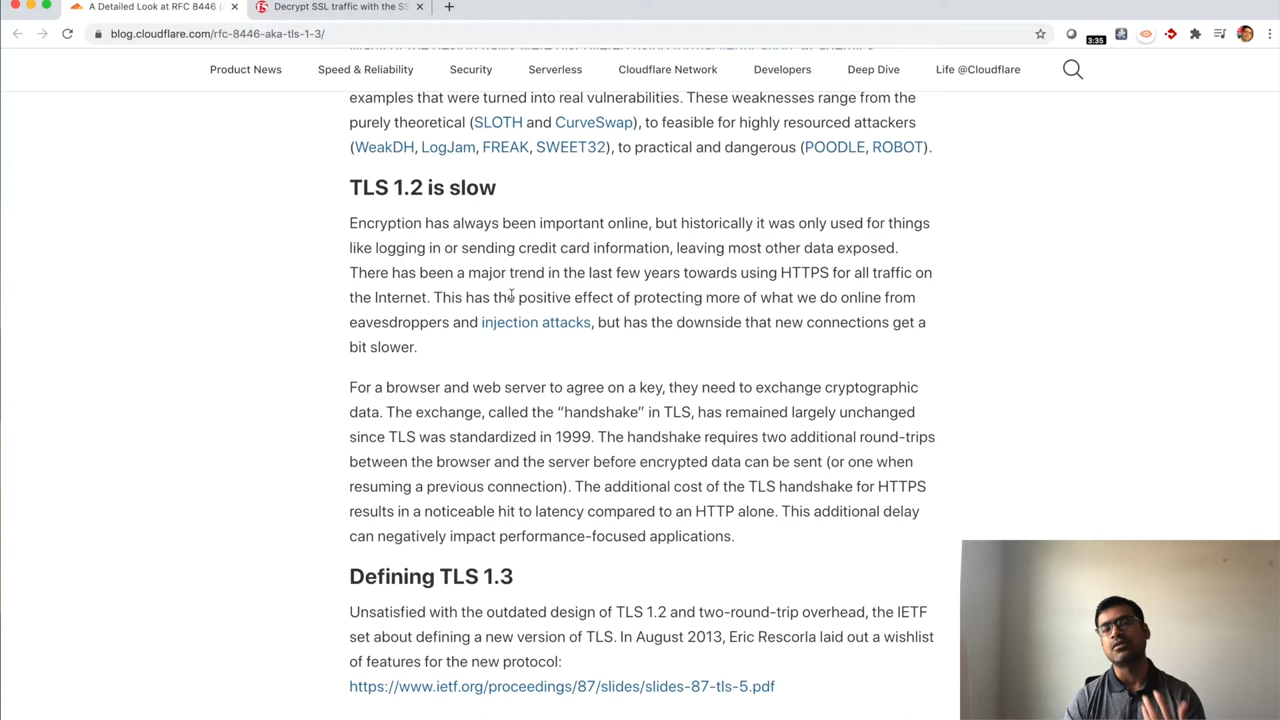 A Detailed Look at RFC 8446 (
Decrypt SSL traffic with the SS
blog.cloudflare.com/rfc-8446-aka-tls-1-3/
3:35
Product News Speed & Reliability Security Serverless Cloudflare Network Developers Deep Dive Life @Cloudflare
examples that were turned into real vulnerabilities. These weaknesses range from the
purely theoretical (SLOTH and CurveSwap), to feasible for highly resourced attackers
(WeakDH, LogJam, FREAK, SWEET32), to practical and dangerous (POODLE, ROBOT).
TLS 1.2 is slow
Encryption has always been important online, but historically it was only used for things
like logging in or sending credit card information, leaving most other data exposed.
There has been a major trend in the last few years towards using HTTPS for all traffic on
the Internet. This has the positive effect of protecting more of what we do online from
eavesdroppers and injection attacks, but has the downside that new connections get a
bit slower.
For a browser and web server to agree on a key, they need to exchange cryptographic
data. The exchange, called the “handshake” in TLS, has remained largely unchanged
since TLS was standardized in 1999. The handshake requires two additional round-trips
between the browser and the server before encrypted data can be sent (or one when
resuming a previous connection). The additional cost of the TLS handshake for HTTPS
results in a noticeable hit to latency compared to an HTTP alone. This additional delay
can negatively impact performance-focused applications.
Defining TLS 1.3
Unsatisfied with the outdated design of TLS 1.2 and two-round-trip overhead, the IETF
set about defining a new version of TLS. In August 2013, Eric Rescorla laid out a wishlist
of features for the new protocol:
https://www.ietf.org/proceedings/87/slides/slides-87-tls-5.pdf